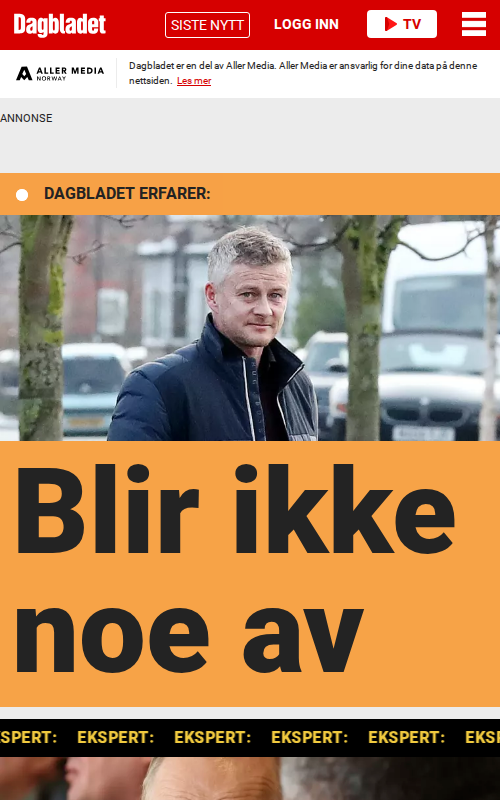 Dagbladet
SISTE NYTT
LOGG INN
TV
ALLER MEDIA
NORWAY
Dagbladet er en del av Aller Media. Aller Media er ansvarlig for dine data på denne
nettsiden. Les mer
ANNONSE
DAGBLADET ERFARER:
Blir ikke
noe av
SPERT: EKSPERT: EKSPERT: EKSPERT: EKSPERT: EKSP